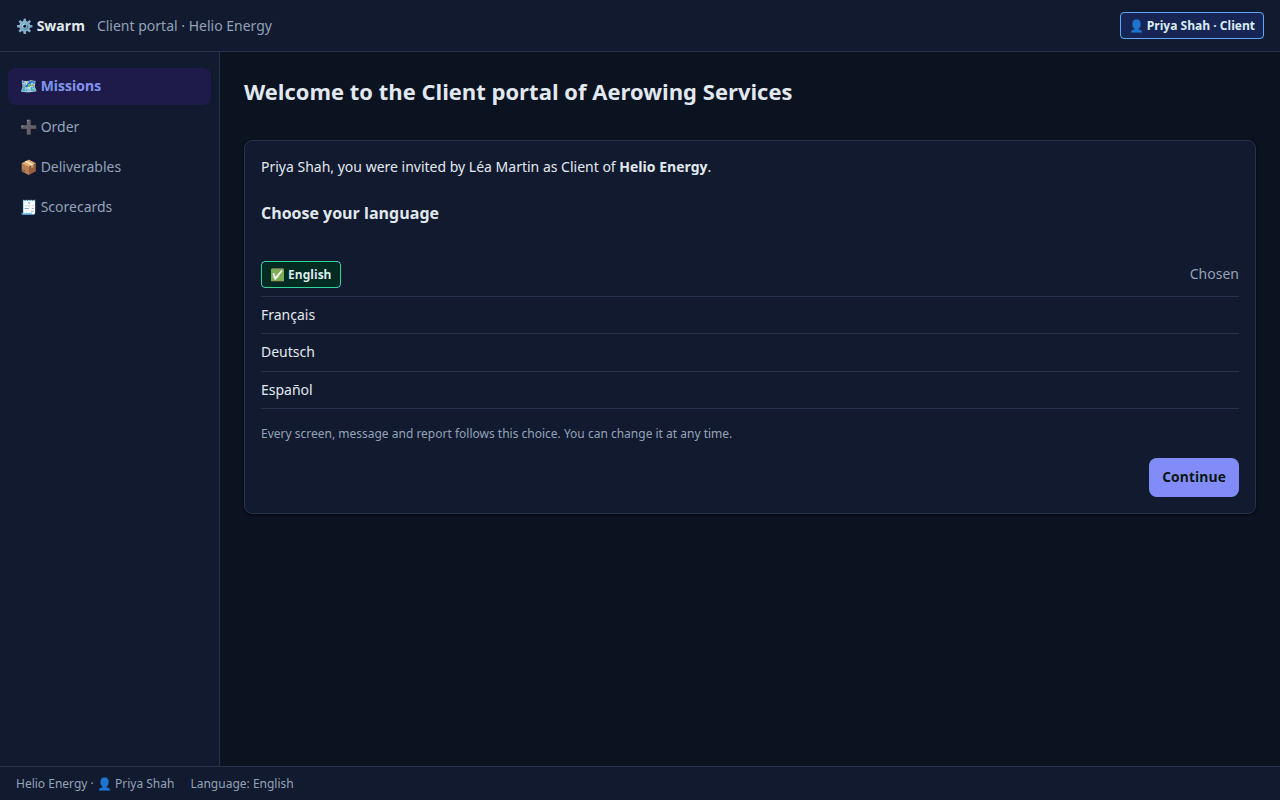 ⚙️ Swarm Client portal · Helio Energy
👤 Priya Shah · Client
🗺️ Missions
➕ Order
📦 Deliverables
🧾 Scorecards
Welcome to the Client portal of Aerowing Services
Priya Shah, you were invited by Léa Martin as Client of Helio Energy.
Choose your language
✅ English Chosen
Français
Deutsch
Español
Every screen, message and report follows this choice. You can change it at any time.
Continue
Helio Energy · 👤 Priya Shah Language: English